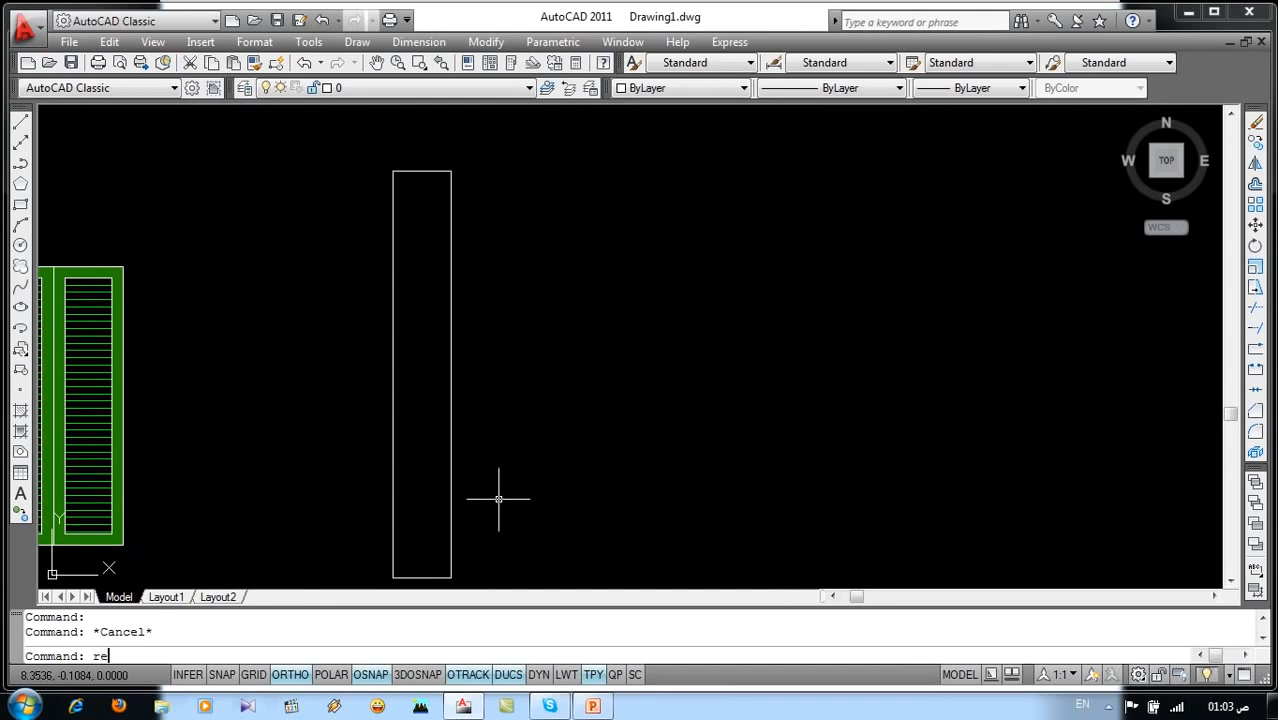 AutoCAD Classic
AutoCAD 2011 Drawing1.dwg
Type a keyword or phrase
File Edit View Insert Format Tools Draw Dimension Modify Parametric Window Help Express
Standard Standard Standard Standard
AutoCAD Classic 0 ByLayer ByLayer ByLayer ByColor
N
W TOP E
S
WCS
A
Y
X
Model Layout1 Layout2
Command:
Command: *Cancel*
Command: re
8.3536, -0.1084, 0.0000 INFER SNAP GRID ORTHO POLAR OSNAP 3DOSNAP OTRACK DUCS DYN LWT TPY QP SC MODEL 1:1
EN 01:03 ص